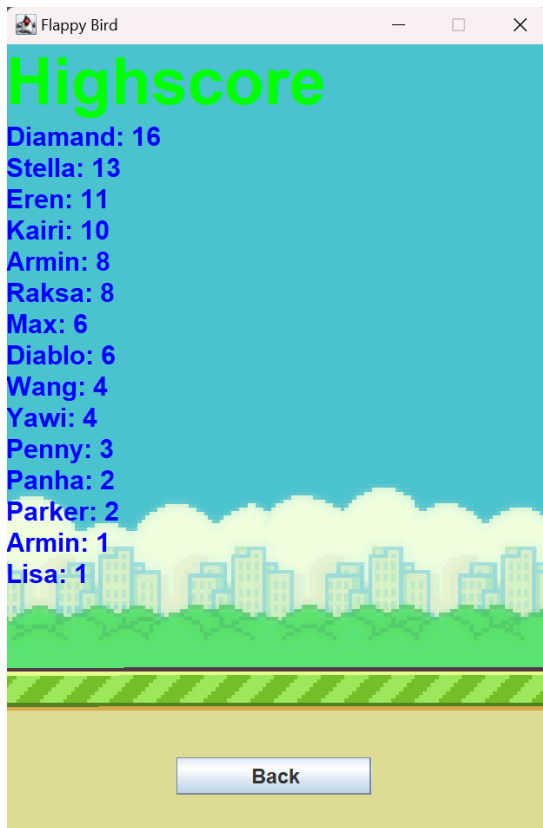 Flappy Bird
Highscore
Diamand: 16
Stella: 13
Eren: 11
Kairi: 10
Armin: 8
Raksa: 8
Max: 6
Diablo: 6
Wang: 4
Yawi: 4
Penny: 3
Panha: 2
Parker: 2
Armin: 1
Lisa: 1
Back